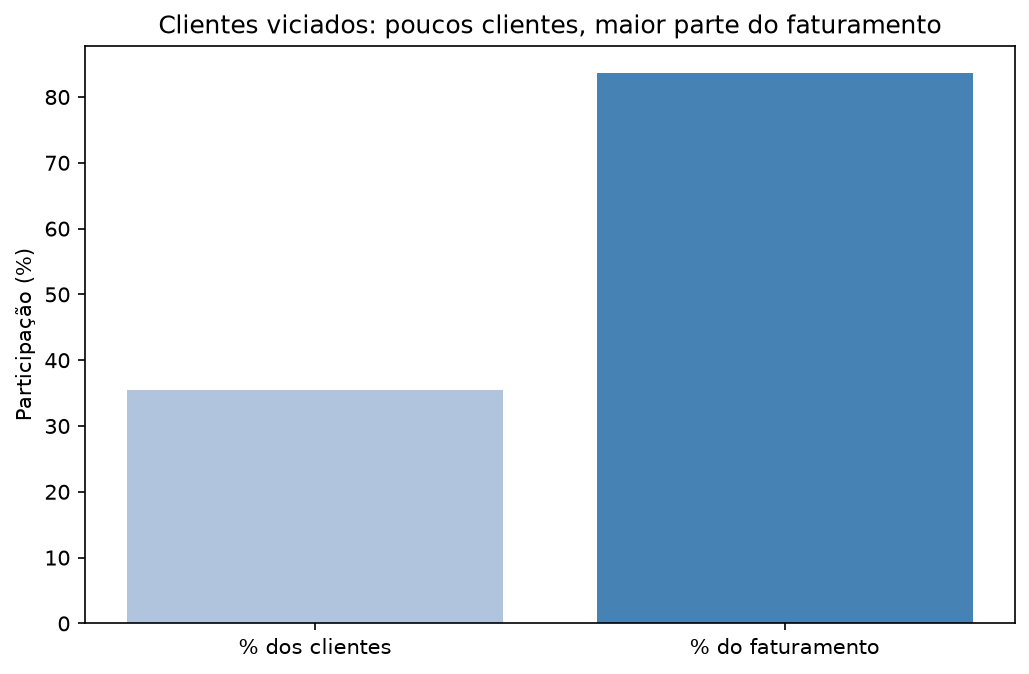 Clientes viciados: poucos clientes, maior parte do faturamento
Participação (%)
80
70
60
50
40
30
20
10
0
% dos clientes
% do faturamento